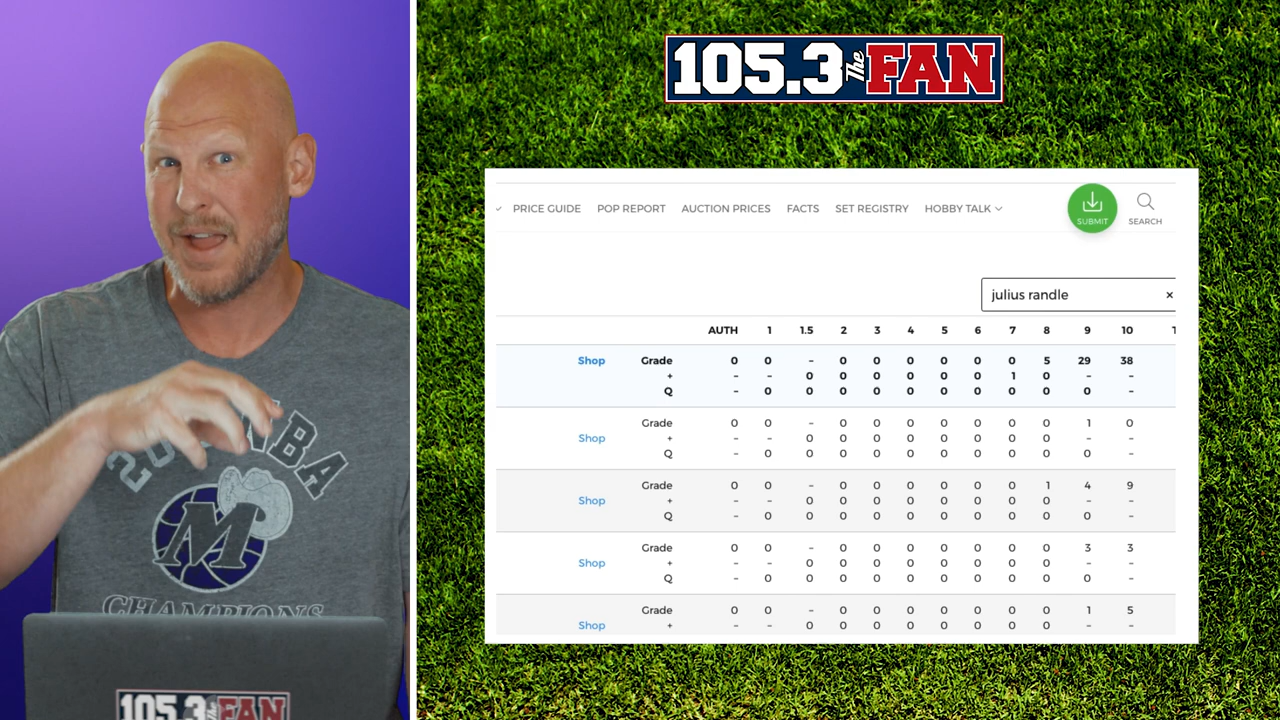 105.3 The FAN
PRICE GUIDE POP REPORT AUCTION PRICES FACTS SET REGISTRY HOBBY TALK SUBMIT SEARCH
julius randle ×
AUTH 1 1.5 2 3 4 5 6 7 8 9 10
Shop Grade 0 0 – 0 0 0 0 0 0 5 29 38
+ – – 0 0 0 0 0 0 1 0 – –
Q – 0 0 0 0 0 0 0 0 0 0 –
Grade 0 0 – 0 0 0 0 0 0 0 1 0
Shop + – – 0 0 0 0 0 0 0 0 – –
Q – 0 0 0 0 0 0 0 0 0 0 –
Grade 0 0 – 0 0 0 0 0 0 1 4 9
Shop + – – 0 0 0 0 0 0 0 0 – –
Q – 0 0 0 0 0 0 0 0 0 0 –
Grade 0 0 – 0 0 0 0 0 0 0 3 3
Shop + – – 0 0 0 0 0 0 0 0 – –
Q – 0 0 0 0 0 0 0 0 0 0 –
Grade 0 0 – 0 0 0 0 0 0 0 1 5
Shop + – – 0 0 0 0 0 0 0 0 – –
NBA
M
CHAMPIONS
105.3 The FAN